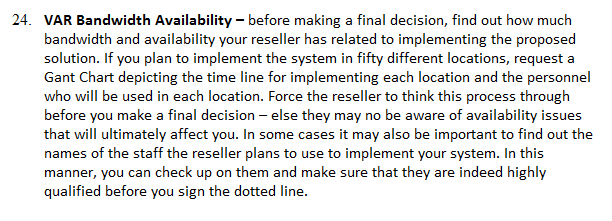 24. VAR Bandwidth Availability – before making a final decision, find out how much
bandwidth and availability your reseller has related to implementing the proposed
solution. If you plan to implement the system in fifty different locations, request a
Gant Chart depicting the time line for implementing each location and the personnel
who will be used in each location. Force the reseller to think this process through
before you make a final decision – else they may no be aware of availability issues
that will ultimately affect you. In some cases it may also be important to find out the
names of the staff the reseller plans to use to implement your system. In this
manner, you can check up on them and make sure that they are indeed highly
qualified before you sign the dotted line.